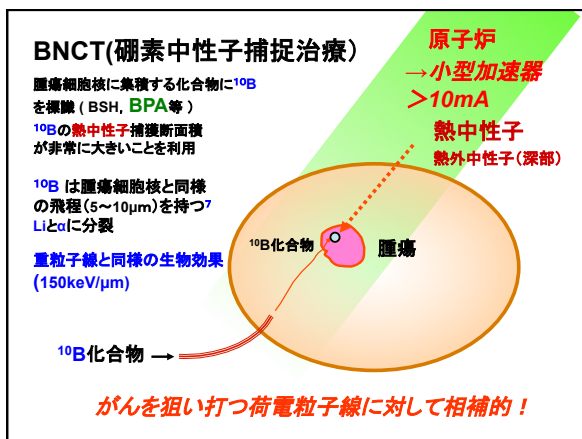 BNCT(硼素中性子捕捉治療)
腫瘍細胞核に集積する化合物に¹⁰B
を標識(BSH, BPA等)
¹⁰Bの熱中性子捕獲断面積
が非常に大きいことを利用
¹⁰B は腫瘍細胞核と同様
の飛程(5〜10μm)を持つ⁷
Liとαに分裂
重粒子線と同様の生物効果
(150keV/μm)
原子炉
→小型加速器
＞10mA
熱中性子
熱外中性子(深部)
¹⁰B化合物
腫瘍
¹⁰B化合物 →
がんを狙い打つ荷電粒子線に対して相補的！